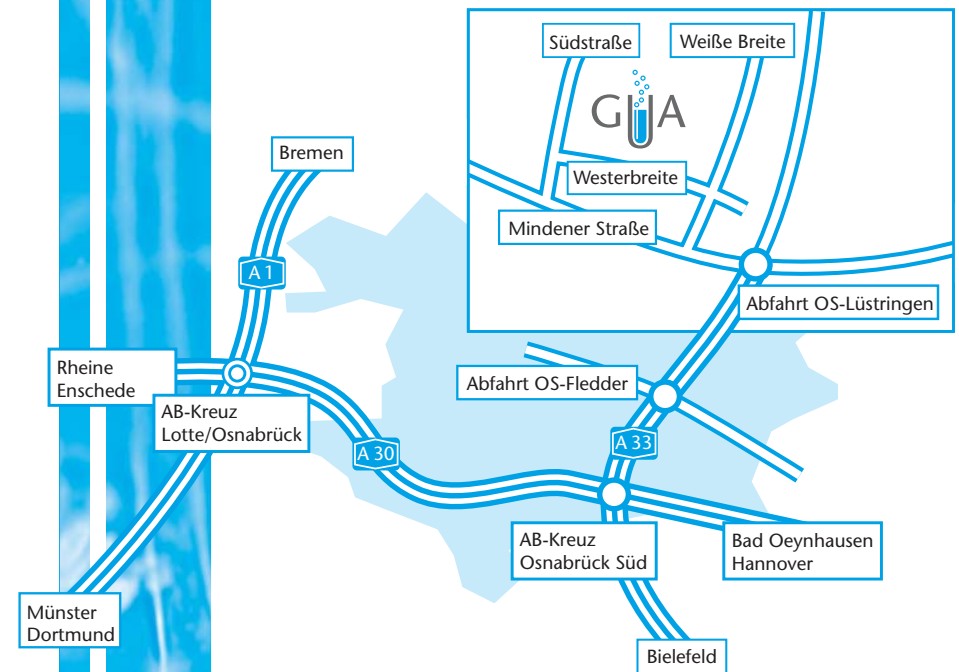 Südstraße
Weiße Breite
GUA
Bremen
Westerbreite
Mindener Straße
A 1
Abfahrt OS-Lüstringen
Rheine
Enschede
Abfahrt OS-Fledder
AB-Kreuz
Lotte/Osnabrück
A 30
A 33
AB-Kreuz
Osnabrück Süd
Bad Oeynhausen
Hannover
Münster
Dortmund
Bielefeld